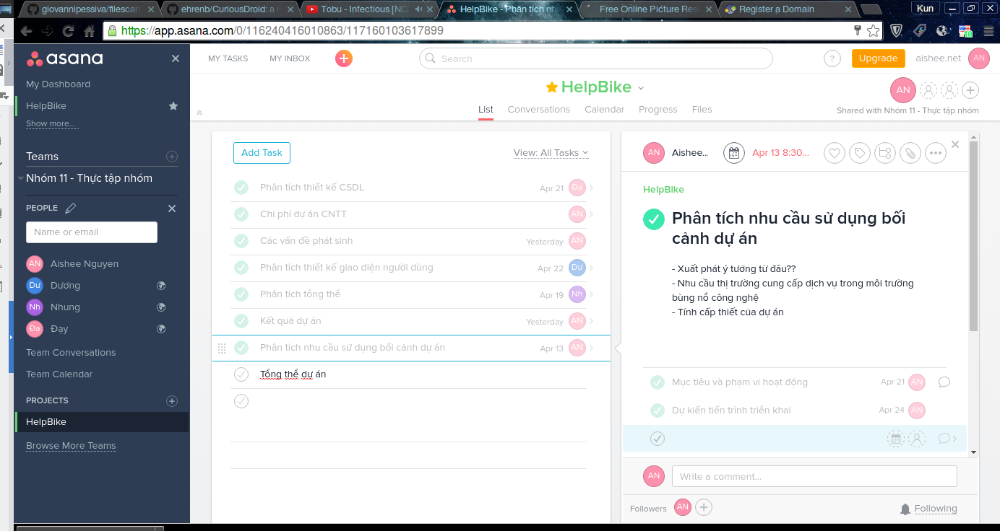 giovannipessiva/filescan
ehrenb/CuriousDroid: a r
Tobu - Infectious [NC
HelpBike - Phân tích nh
Free Online Picture Res
Register a Domain
Kun
https://app.asana.com/0/116240416010863/117160103617899
10
asana
MY TASKS
MY INBOX
Search
?
Upgrade
aishee.net
AN
My Dashboard
HelpBike
Show more...
HelpBike
AN
Shared with Nhóm 11 - Thực tập nhóm
List
Conversations
Calendar
Progress
Files
Teams
Nhóm 11 - Thực tập nhóm
PEOPLE
Name or email
AN Aishee Nguyen
Dư Dương
Nh Nhung
Đạ Đạy
Team Conversations
Team Calendar
PROJECTS
HelpBike
Browse More Teams
Add Task
View: All Tasks
Phân tích thiết kế CSDL Apr 21 Đạ
Chi phí dự án CNTT AN
Các vấn đề phát sinh Yesterday AN
Phân tích thiết kế giao diện người dùng Apr 22 Dư
Phân tích tổng thể Apr 19 Nh
Kết quả dự án Yesterday AN
Phân tích nhu cầu sử dụng bối cảnh dự án Apr 13 AN
Tổng thể dự án
AN Aishee... Apr 13 8:30...
HelpBike
Phân tích nhu cầu sử dụng bối
cảnh dự án
- Xuất phát ý tưởng từ đâu??
- Nhu cầu thị trường cung cấp dịch vụ trong môi trường
bùng nổ công nghệ
- Tính cấp thiết của dự án
Mục tiêu và phạm vi hoạt động Apr 21 AN
Dự kiến tiến trình triển khai Apr 24 AN
AN Write a comment...
Followers AN
Following